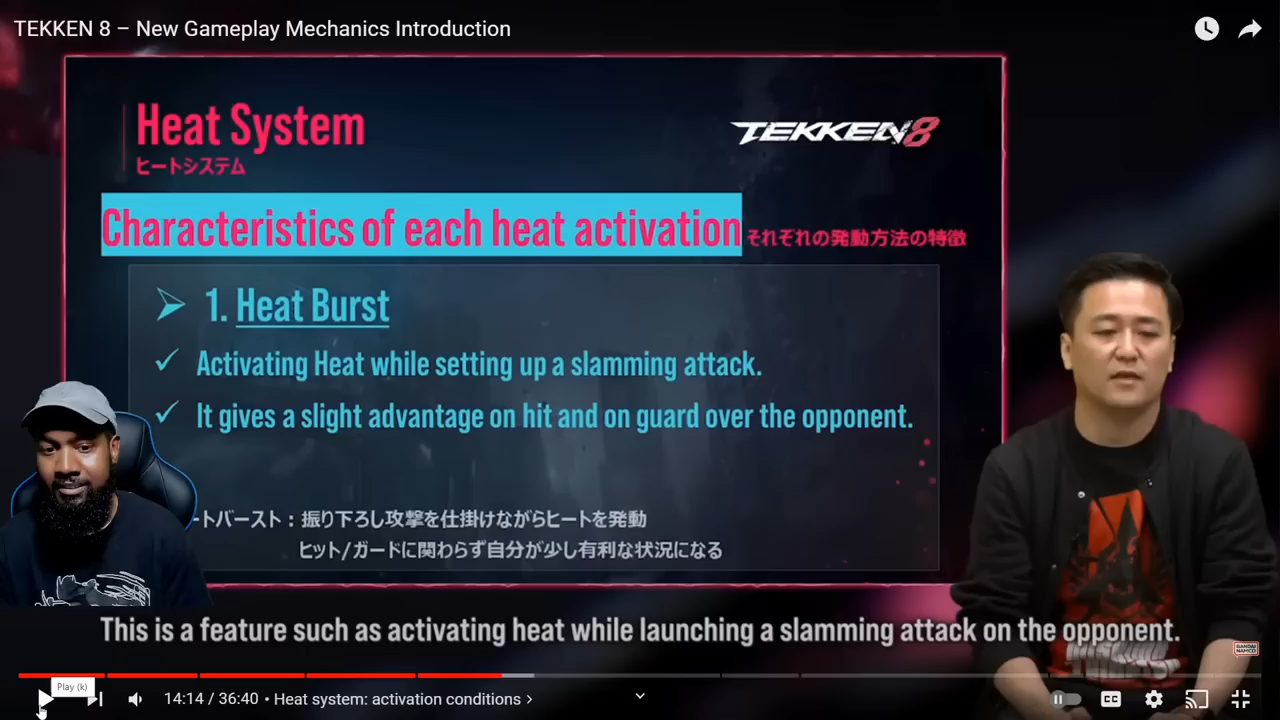 TEKKEN 8 – New Gameplay Mechanics Introduction
Heat System
ヒートシステム
TEKKEN 8
Characteristics of each heat activation それぞれの発動方法の特徴
1. Heat Burst
Activating Heat while setting up a slamming attack.
It gives a slight advantage on hit and on guard over the opponent.
ートバースト：振り下ろし攻撃を仕掛けながらヒートを発動
ヒット/ガードに関わらず自分が少し有利な状況になる
This is a feature such as activating heat while launching a slamming attack on the opponent.
BANDAI
NAMCO
Play (k)
14:14 / 36:40 • Heat system: activation conditions ›
CC